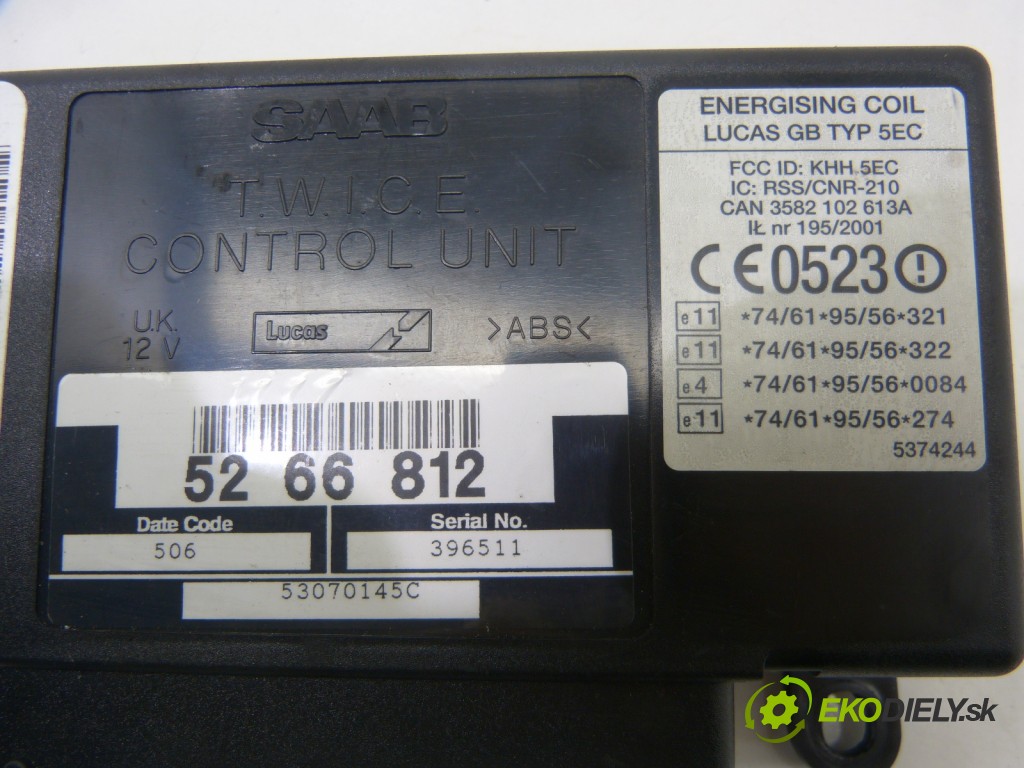 SAAB
T.W.I.C.E.
CONTROL UNIT
U.K.
12 V
Lucas
>ABS<
52 66 812
Date Code
506
Serial No.
396511
53070145C
ENERGISING COIL
LUCAS GB TYP 5EC
FCC ID: KHH 5EC
IC: RSS/CNR-210
CAN 3582 102 613A
IŁ nr 195/2001
CE0523
e11 *74/61*95/56*321
e11 *74/61*95/56*322
e4 *74/61*95/56*0084
e11 *74/61*95/56*274
5374244
EKODIELY.sk